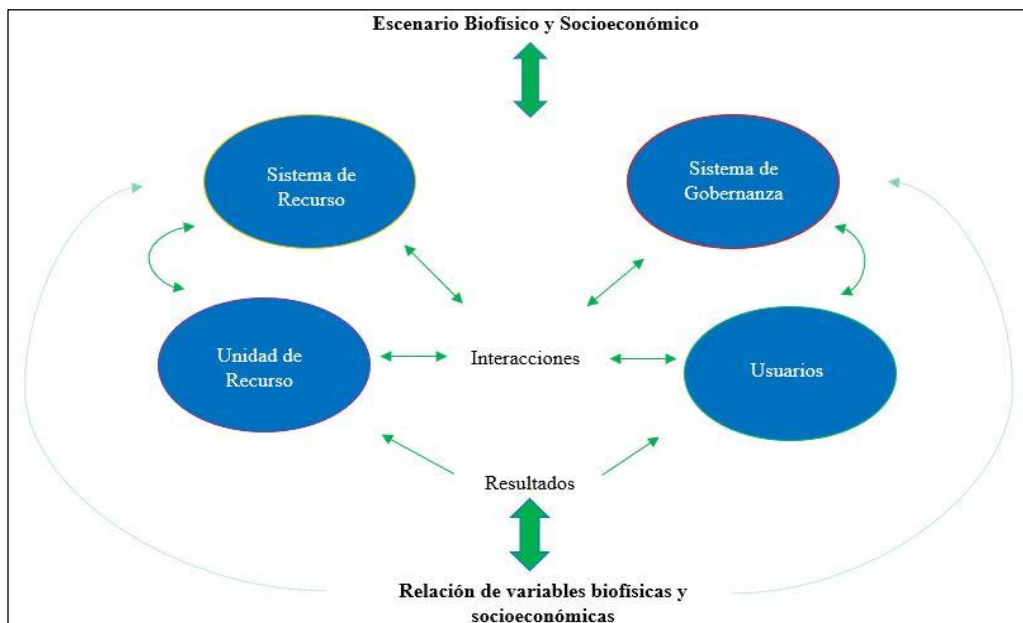 Escenario Biofísico y Socioeconómico
Sistema de
Recurso
Sistema de
Gobernanza
Unidad de
Recurso
Interacciones
Usuarios
Resultados
Relación de variables biofísicas y
socioeconómicas